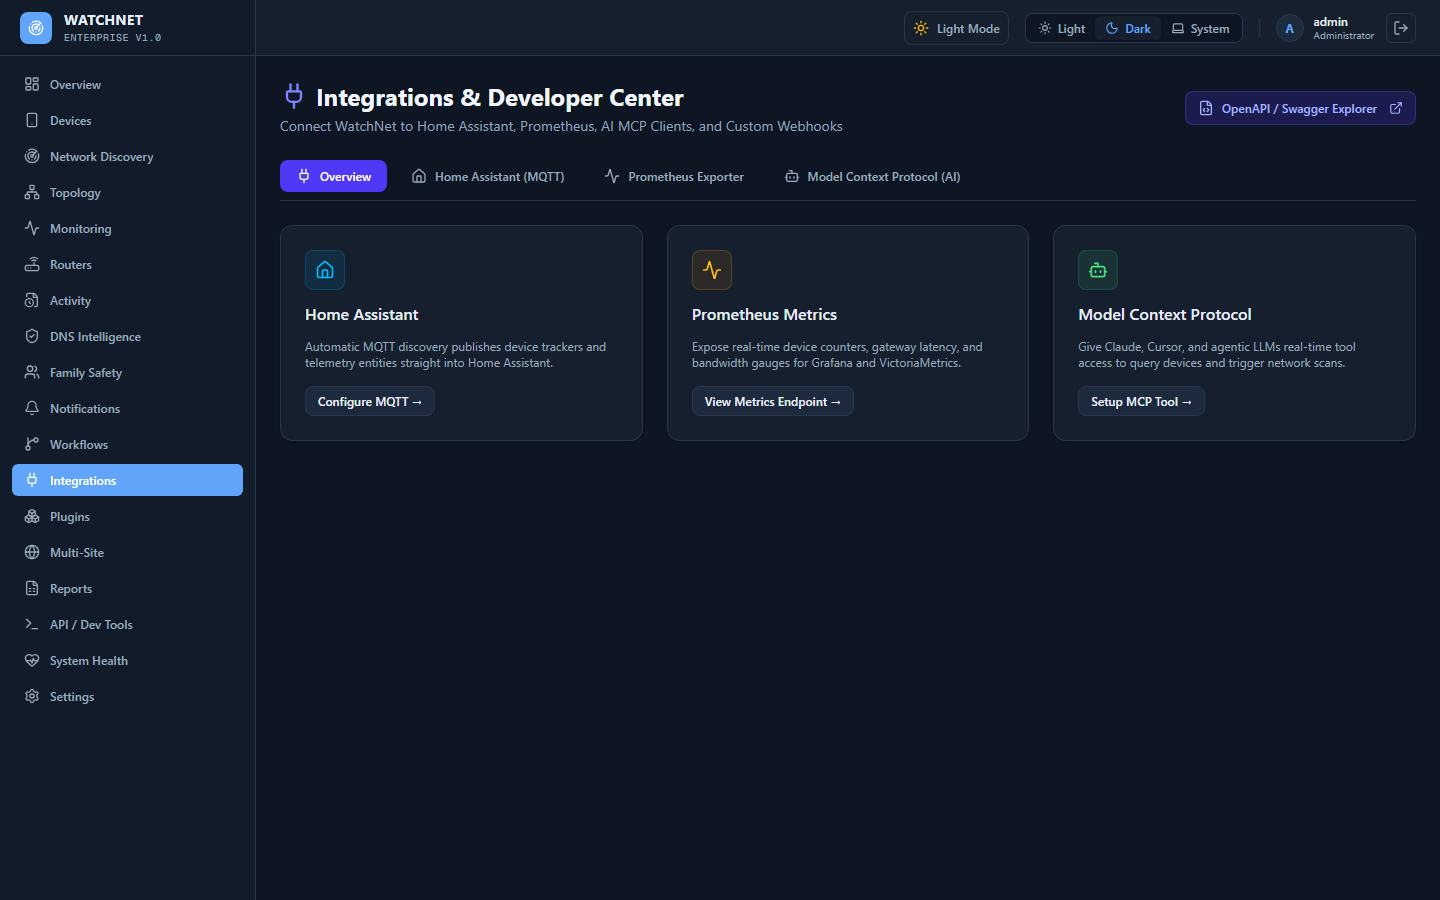 WATCHNET
ENTERPRISE V1.0
Light Mode
Light
Dark
System
A
admin
Administrator
Overview
Devices
Network Discovery
Topology
Monitoring
Routers
Activity
DNS Intelligence
Family Safety
Notifications
Workflows
Integrations
Plugins
Multi-Site
Reports
API / Dev Tools
System Health
Settings
Integrations & Developer Center
Connect WatchNet to Home Assistant, Prometheus, AI MCP Clients, and Custom Webhooks
OpenAPI / Swagger Explorer
Overview
Home Assistant (MQTT)
Prometheus Exporter
Model Context Protocol (AI)
Home Assistant
Automatic MQTT discovery publishes device trackers and
telemetry entities straight into Home Assistant.
Configure MQTT →
Prometheus Metrics
Expose real-time device counters, gateway latency, and
bandwidth gauges for Grafana and VictoriaMetrics.
View Metrics Endpoint →
Model Context Protocol
Give Claude, Cursor, and agentic LLMs real-time tool
access to query devices and trigger network scans.
Setup MCP Tool →